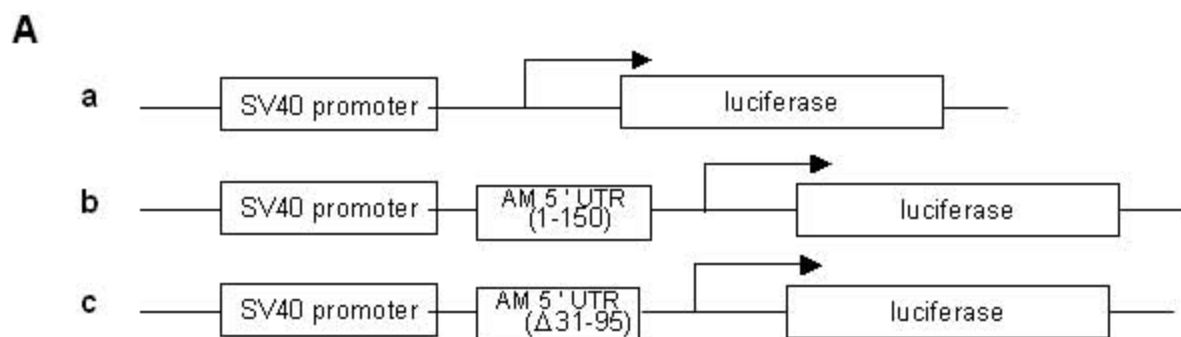 A
a SV40 promoter luciferase
b SV40 promoter AM 5 ' UTR luciferase
(1-150)
c SV40 promoter AM 5 ' UTR luciferase
(Δ31-95)